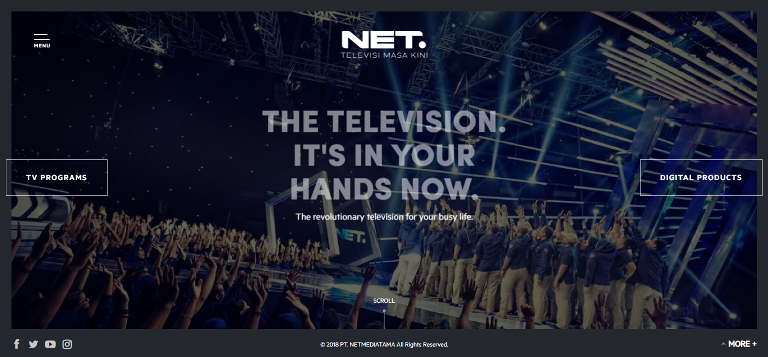 MENU
NET.
TELEVISI MASA KINI
THE TELEVISION.
IT'S IN YOUR
HANDS NOW.
The revolutionary television for your busy life.
TV PROGRAMS
DIGITAL PRODUCTS
NET.
SCROLL
© 2018 PT. NETMEDIATAMA All Rights Reserved.
MORE +